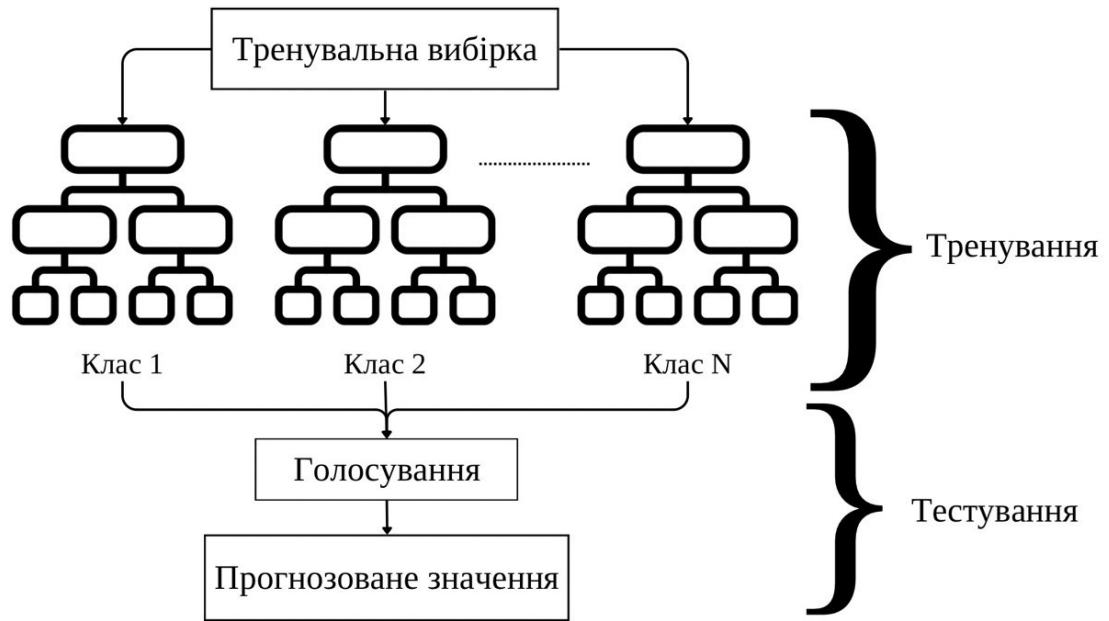 Тренувальна вибірка
Тренування
Клас 1
Клас 2
Клас N
Голосування
Тестування
Прогнозоване значення